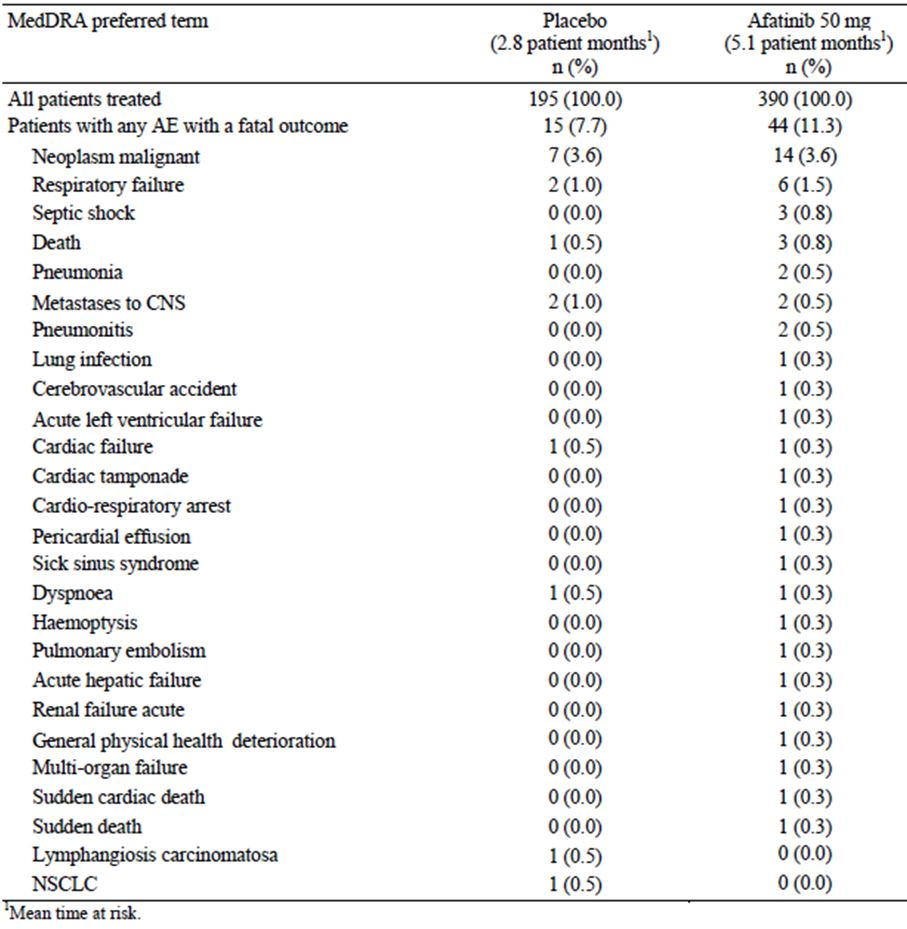 MedDRA preferred term Placebo Afatinib 50 mg
(2.8 patient months¹) (5.1 patient months¹)
n (%) n (%)
All patients treated 195 (100.0) 390 (100.0)
Patients with any AE with a fatal outcome 15 (7.7) 44 (11.3)
Neoplasm malignant 7 (3.6) 14 (3.6)
Respiratory failure 2 (1.0) 6 (1.5)
Septic shock 0 (0.0) 3 (0.8)
Death 1 (0.5) 3 (0.8)
Pneumonia 0 (0.0) 2 (0.5)
Metastases to CNS 2 (1.0) 2 (0.5)
Pneumonitis 0 (0.0) 2 (0.5)
Lung infection 0 (0.0) 1 (0.3)
Cerebrovascular accident 0 (0.0) 1 (0.3)
Acute left ventricular failure 0 (0.0) 1 (0.3)
Cardiac failure 1 (0.5) 1 (0.3)
Cardiac tamponade 0 (0.0) 1 (0.3)
Cardio-respiratory arrest 0 (0.0) 1 (0.3)
Pericardial effusion 0 (0.0) 1 (0.3)
Sick sinus syndrome 0 (0.0) 1 (0.3)
Dyspnoea 1 (0.5) 1 (0.3)
Haemoptysis 0 (0.0) 1 (0.3)
Pulmonary embolism 0 (0.0) 1 (0.3)
Acute hepatic failure 0 (0.0) 1 (0.3)
Renal failure acute 0 (0.0) 1 (0.3)
General physical health deterioration 0 (0.0) 1 (0.3)
Multi-organ failure 0 (0.0) 1 (0.3)
Sudden cardiac death 0 (0.0) 1 (0.3)
Sudden death 0 (0.0) 1 (0.3)
Lymphangiosis carcinomatosa 1 (0.5) 0 (0.0)
NSCLC 1 (0.5) 0 (0.0)
¹Mean time at risk.